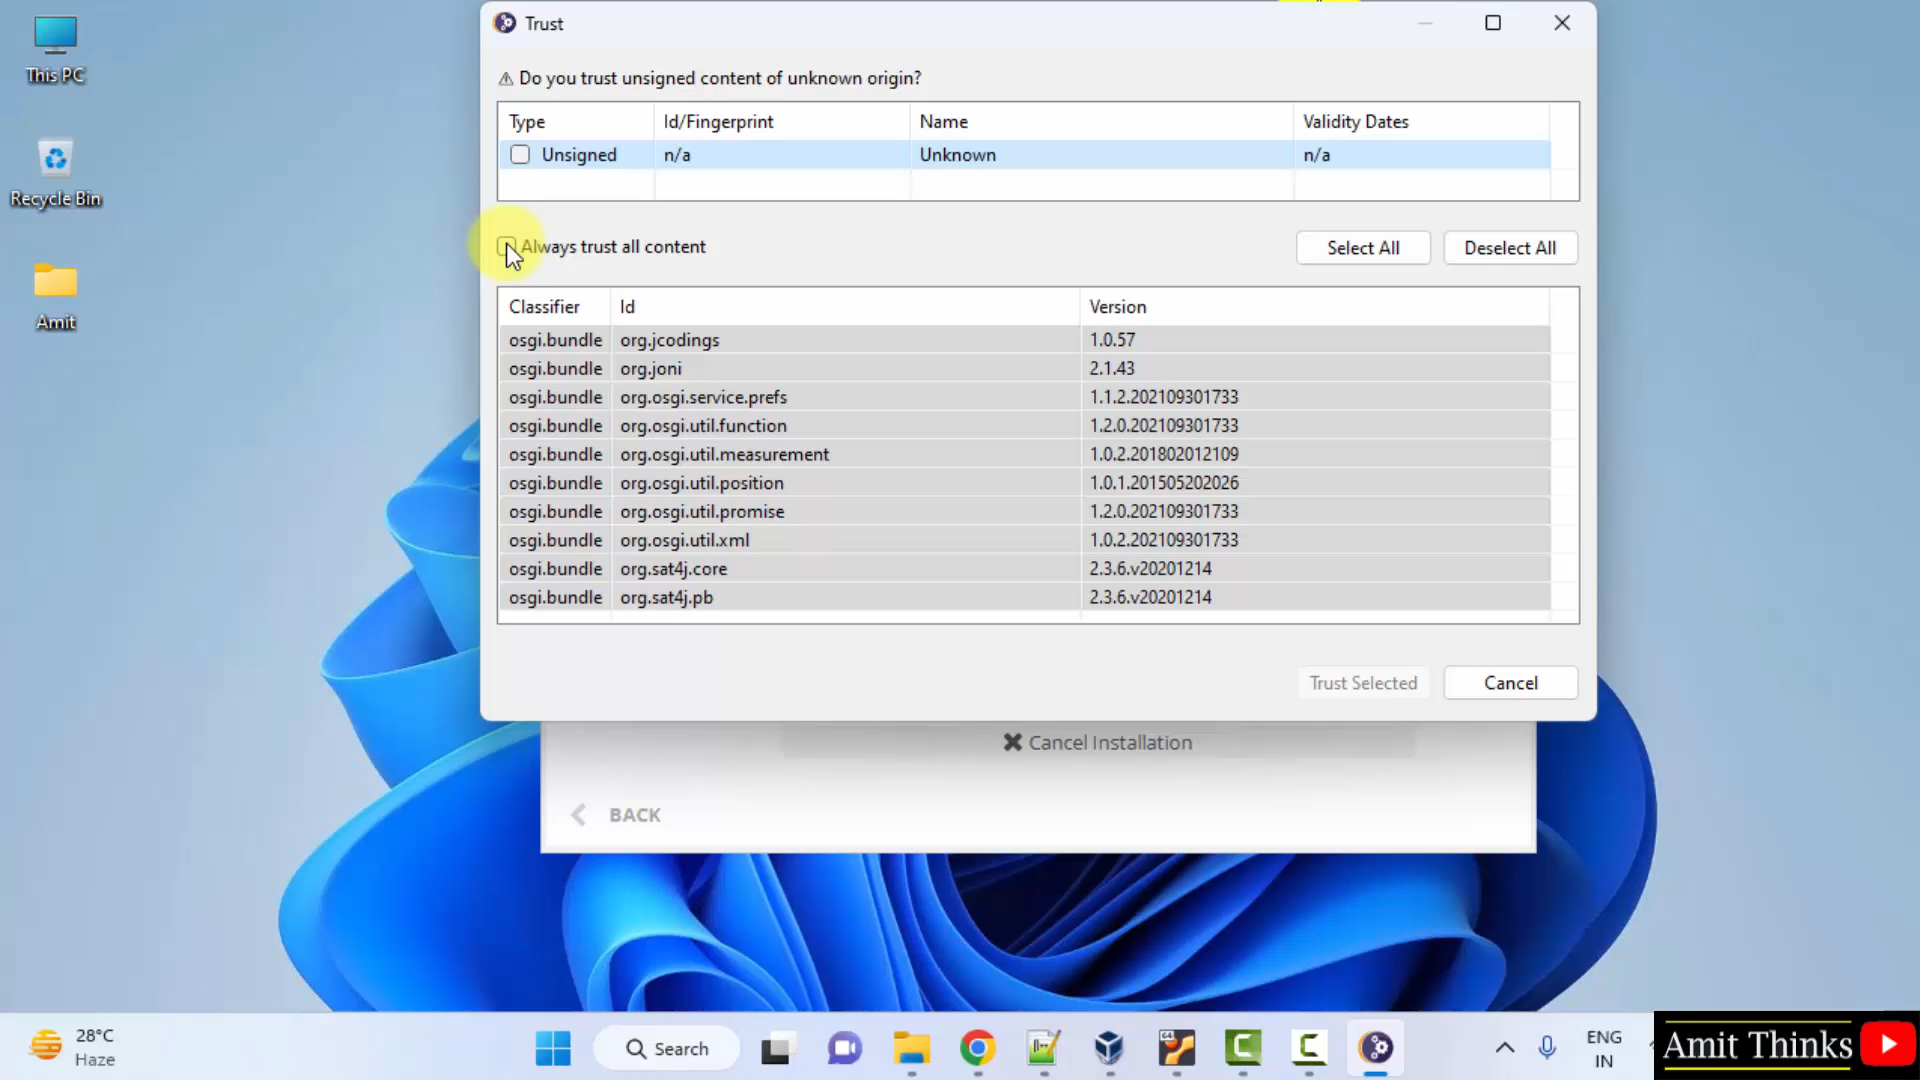 This PC
Recycle Bin
Amit
Trust
Do you trust unsigned content of unknown origin?
Type Id/Fingerprint Name Validity Dates
Unsigned n/a Unknown n/a
Always trust all content
Select All Deselect All
Classifier Id Version
osgi.bundle org.jcodings 1.0.57
osgi.bundle org.joni 2.1.43
osgi.bundle org.osgi.service.prefs 1.1.2.202109301733
osgi.bundle org.osgi.util.function 1.2.0.202109301733
osgi.bundle org.osgi.util.measurement 1.0.2.201802012109
osgi.bundle org.osgi.util.position 1.0.1.201505202026
osgi.bundle org.osgi.util.promise 1.2.0.202109301733
osgi.bundle org.osgi.util.xml 1.0.2.202109301733
osgi.bundle org.sat4j.core 2.3.6.v20201214
osgi.bundle org.sat4j.pb 2.3.6.v20201214
Trust Selected Cancel
Cancel Installation
BACK
28°C
Haze
Search
64
ENG
IN
Amit Thinks